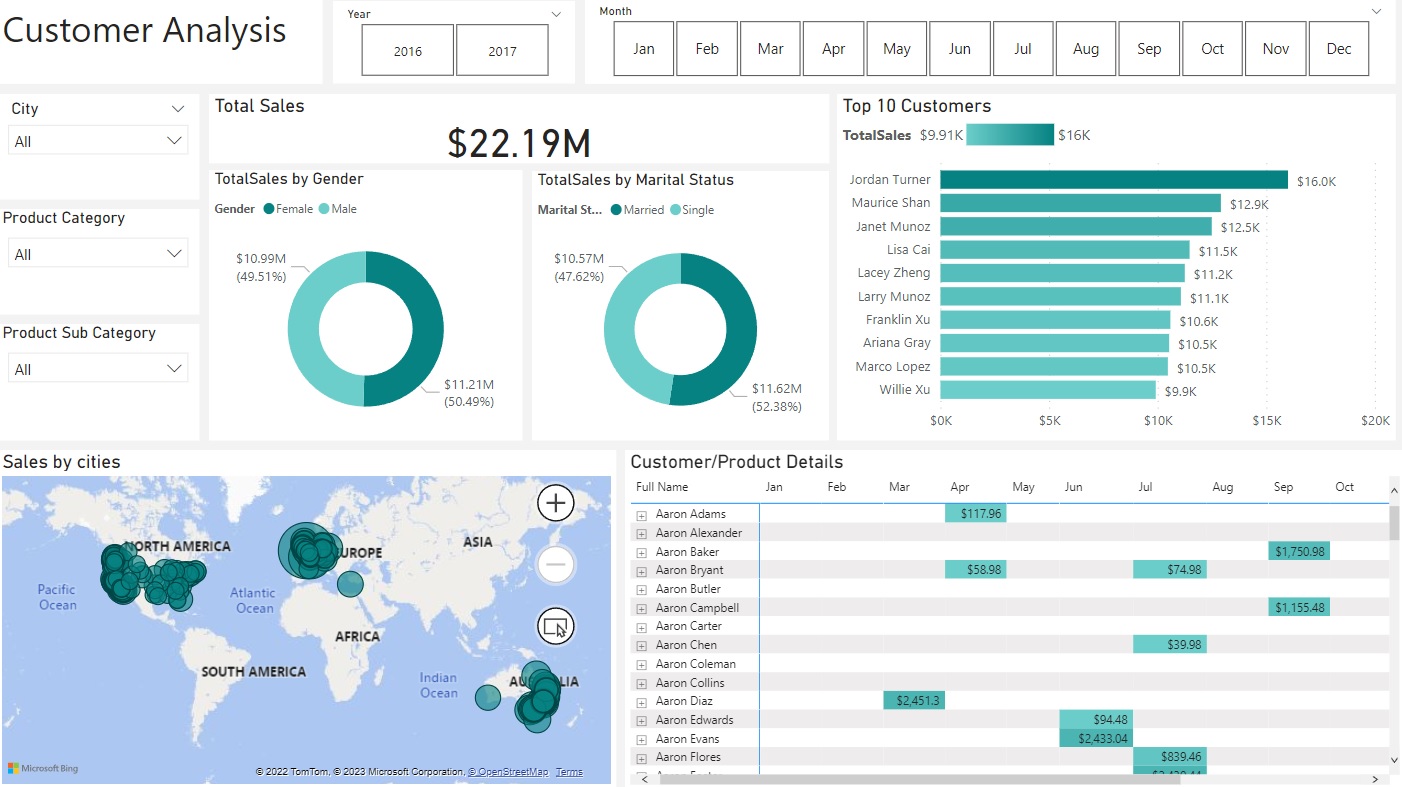 Customer Analysis
Year
2016 2017
Month
Jan Feb Mar Apr May Jun Jul Aug Sep Oct Nov Dec
City
All
Product Category
All
Product Sub Category
All
Total Sales
$22.19M
TotalSales by Gender
Gender Female Male
$10.99M
(49.51%)
$11.21M
(50.49%)
TotalSales by Marital Status
Marital St... Married Single
$10.57M
(47.62%)
$11.62M
(52.38%)
Top 10 Customers
TotalSales $9.91K $16K
Jordan Turner $16.0K
Maurice Shan $12.9K
Janet Munoz $12.5K
Lisa Cai $11.5K
Lacey Zheng $11.2K
Larry Munoz $11.1K
Franklin Xu $10.6K
Ariana Gray $10.5K
Marco Lopez $10.5K
Willie Xu $9.9K
$0K $5K $10K $15K $20K
Sales by cities
NORTH AMERICA
EUROPE
ASIA
Pacific
Ocean
Atlantic
Ocean
AFRICA
SOUTH AMERICA
Indian
Ocean
AU LIA
Microsoft Bing
© 2022 TomTom, © 2023 Microsoft Corporation, © OpenStreetMap Terms
Customer/Product Details
Full Name Jan Feb Mar Apr May Jun Jul Aug Sep Oct
Aaron Adams $117.96
Aaron Alexander
Aaron Baker $1,750.98
Aaron Bryant $58.98 $74.98
Aaron Butler
Aaron Campbell $1,155.48
Aaron Carter
Aaron Chen $39.98
Aaron Coleman
Aaron Collins
Aaron Diaz $2,451.3
Aaron Edwards $94.48
Aaron Evans $2,433.04
Aaron Flores $839.46